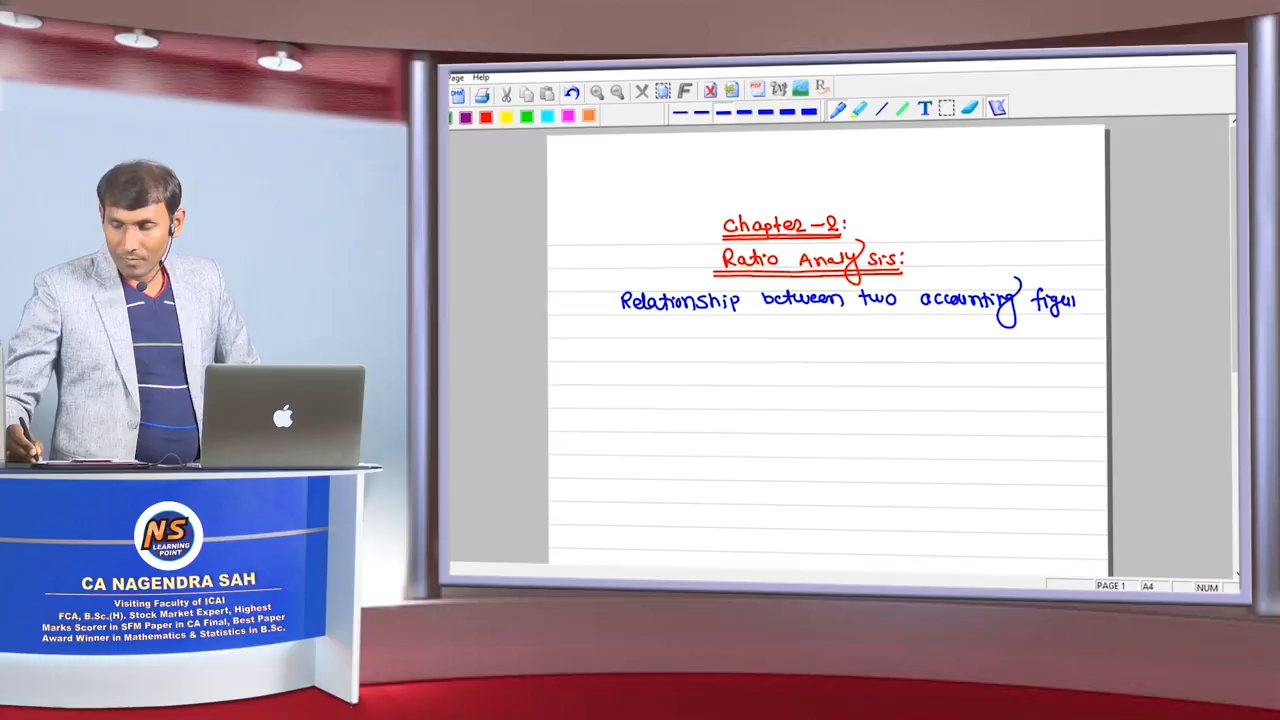 Page Help
Chapter-2:
Ratio Analysis:
Relationship between two accounting figu
PAGE 1 A4 NUM
NS
LEARNING
POINT
CA NAGENDRA SAH
Visiting Faculty of ICAI
FCA, B.Sc.(H). Stock Market Expert, Highest
Marks Scorer in SFM Paper in CA Final, Best Paper
Award Winner in Mathematics & Statistics in B.Sc.